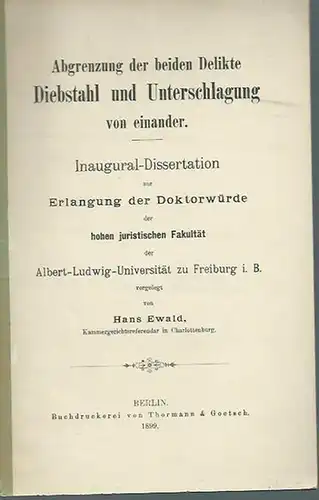 Abgrenzung der beiden Delikte
Diebstahl und Unterschlagung
von einander.
Inaugural-Dissertation
zur
Erlangung der Doktorwürde
der
hohen juristischen Fakultät
der
Albert-Ludwig-Universität zu Freiburg i. B.
vorgelegt
von
Hans Ewald,
Kammergerichtsreferendar in Charlottenburg.
BERLIN.
Buchdruckerei von Thormann & Goetsch.
1899.